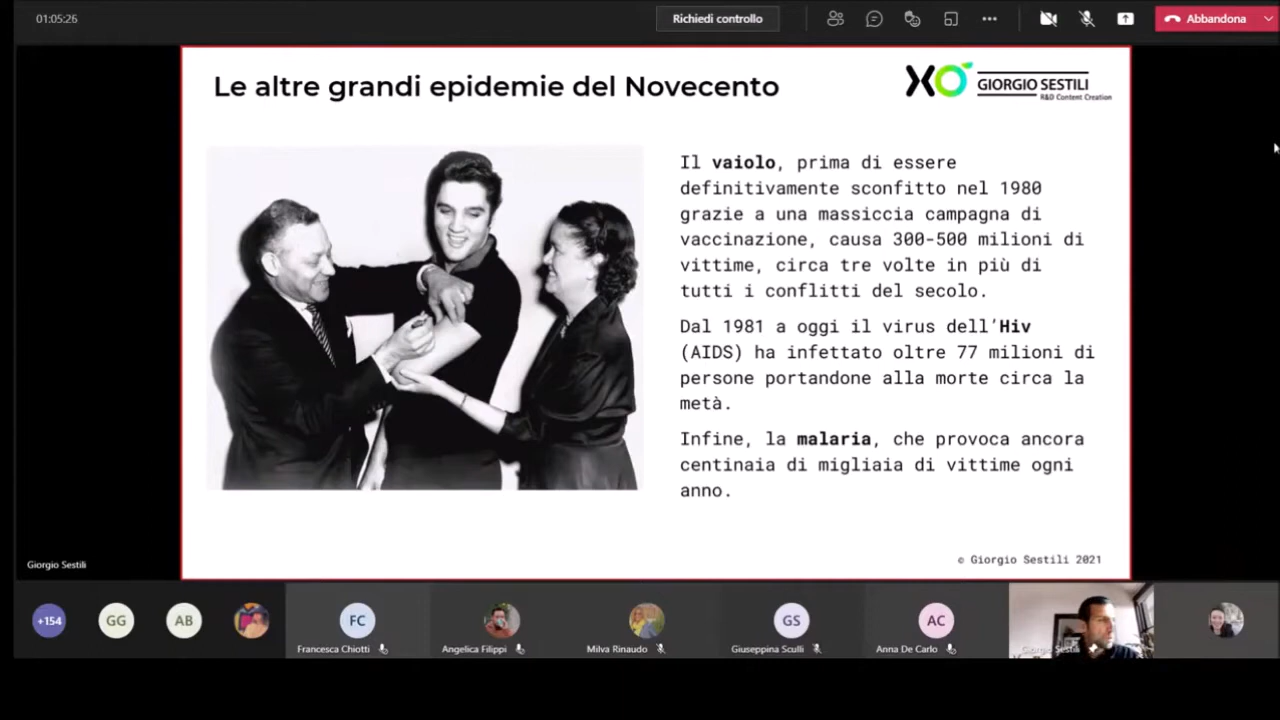 01:05:26
Richiedi controllo
Abbandona
Le altre grandi epidemie del Novecento
XO
GIORGIO SESTILI
R&D Content Creation
Il vaiolo, prima di essere
definitivamente sconfitto nel 1980
grazie a una massiccia campagna di
vaccinazione, causa 300-500 milioni di
vittime, circa tre volte in più di
tutti i conflitti del secolo.
Dal 1981 a oggi il virus dell'Hiv
(AIDS) ha infettato oltre 77 milioni di
persone portandone alla morte circa la
metà.
Infine, la malaria, che provoca ancora
centinaia di migliaia di vittime ogni
anno.
© Giorgio Sestili 2021
Giorgio Sestili
+154
GG
AB
FC
Francesca Chiotti
Angelica Filippi
Milva Rinaudo
GS
Giuseppina Sculli
AC
Anna De Carlo
Giorgio Sestili